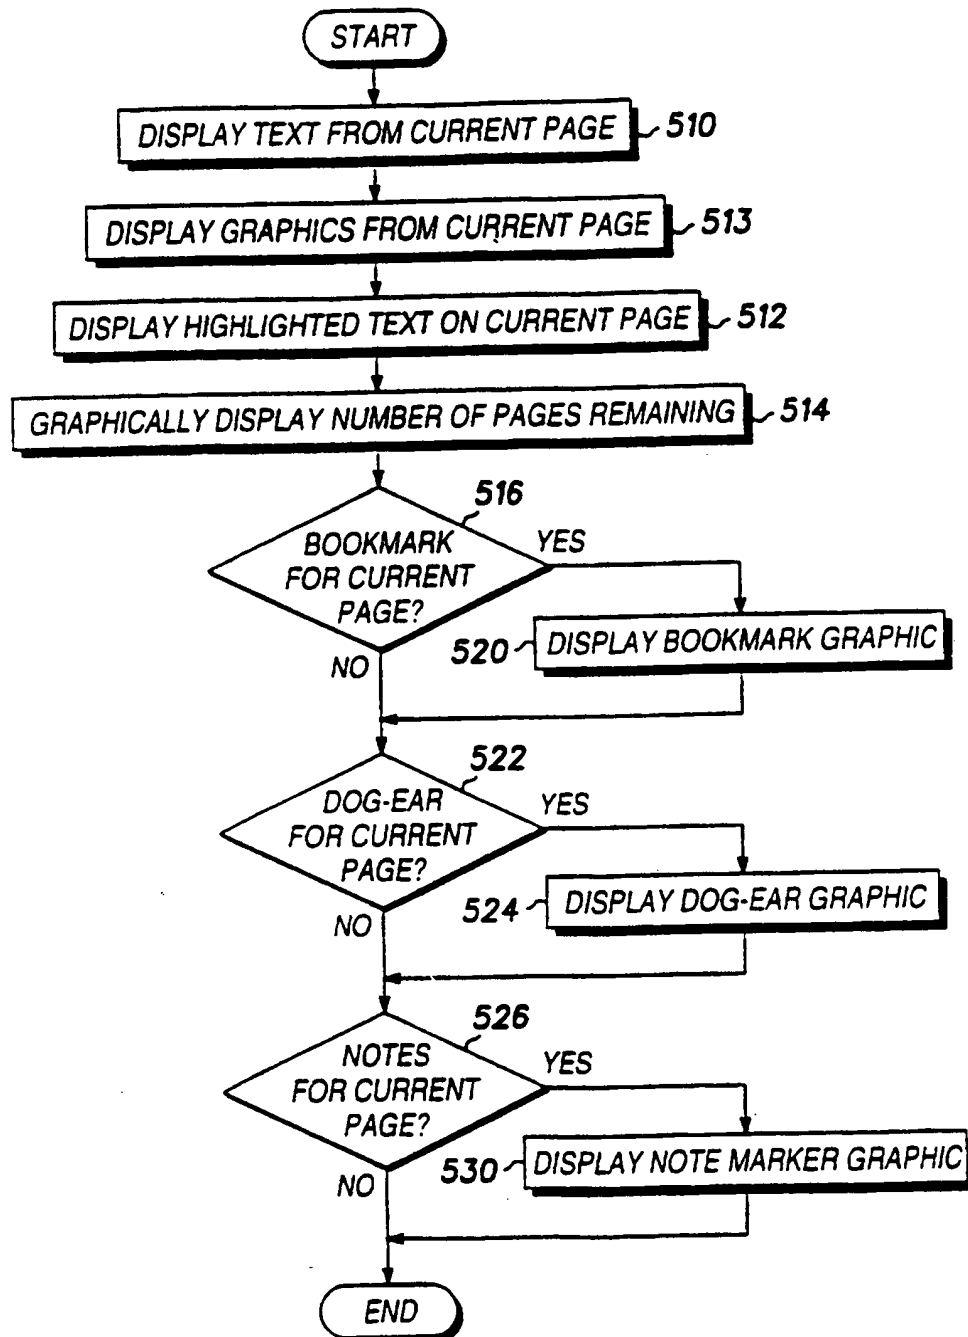 START
DISPLAY TEXT FROM CURRENT PAGE 510
DISPLAY GRAPHICS FROM CURRENT PAGE 513
DISPLAY HIGHLIGHTED TEXT ON CURRENT PAGE 512
GRAPHICALLY DISPLAY NUMBER OF PAGES REMAINING 514
516
BOOKMARK
FOR CURRENT
PAGE?
YES
520 DISPLAY BOOKMARK GRAPHIC
NO
522
DOG-EAR
FOR CURRENT
PAGE?
YES
524 DISPLAY DOG-EAR GRAPHIC
NO
526
NOTES
FOR CURRENT
PAGE?
YES
530 DISPLAY NOTE MARKER GRAPHIC
NO
END